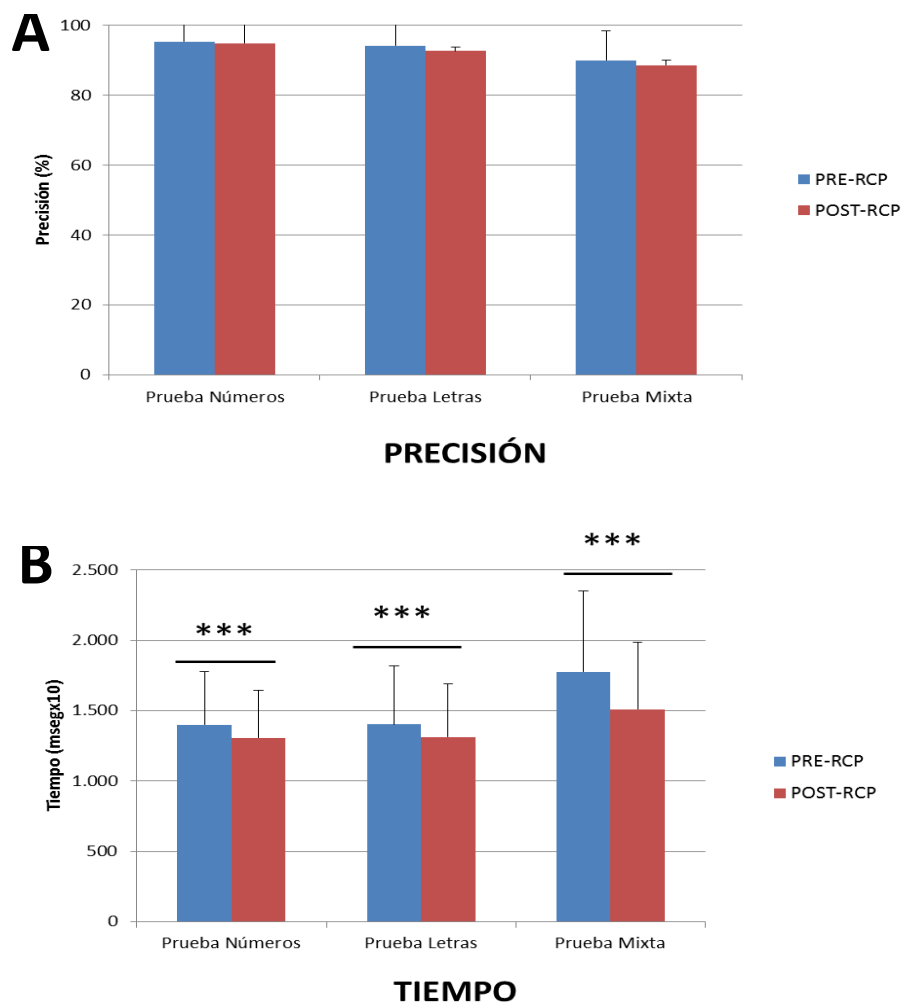 A
100
80
60
40
20
0
Precisión (%)
Prueba Números
Prueba Letras
Prueba Mixta
PRE-RCP
POST-RCP
PRECISIÓN
B
***
***
***
2.500
2.000
1.500
1.000
500
0
Tiempo (msegx10)
Prueba Números
Prueba Letras
Prueba Mixta
PRE-RCP
POST-RCP
TIEMPO